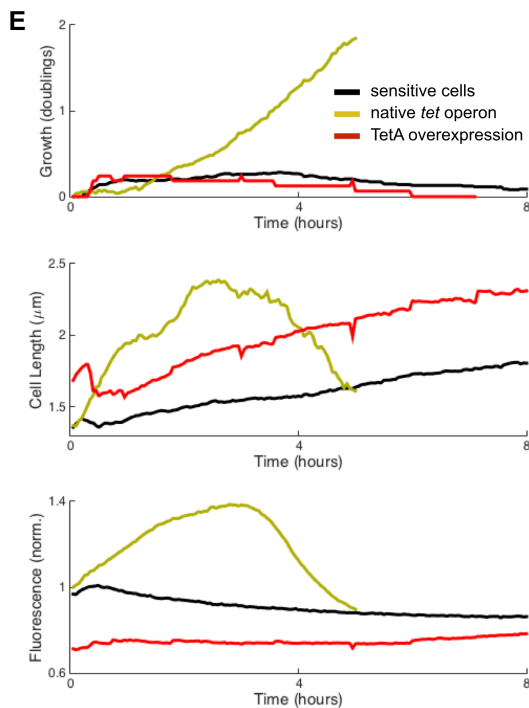 E
Growth (doublings)
2
1
0
sensitive cells
native tet operon
TetA overexpression
0
4
8
Time (hours)
Cell Length (μm)
2.5
2
1.5
0
4
8
Time (hours)
Fluorescence (norm.)
1.4
1
0.6
0
4
8
Time (hours)